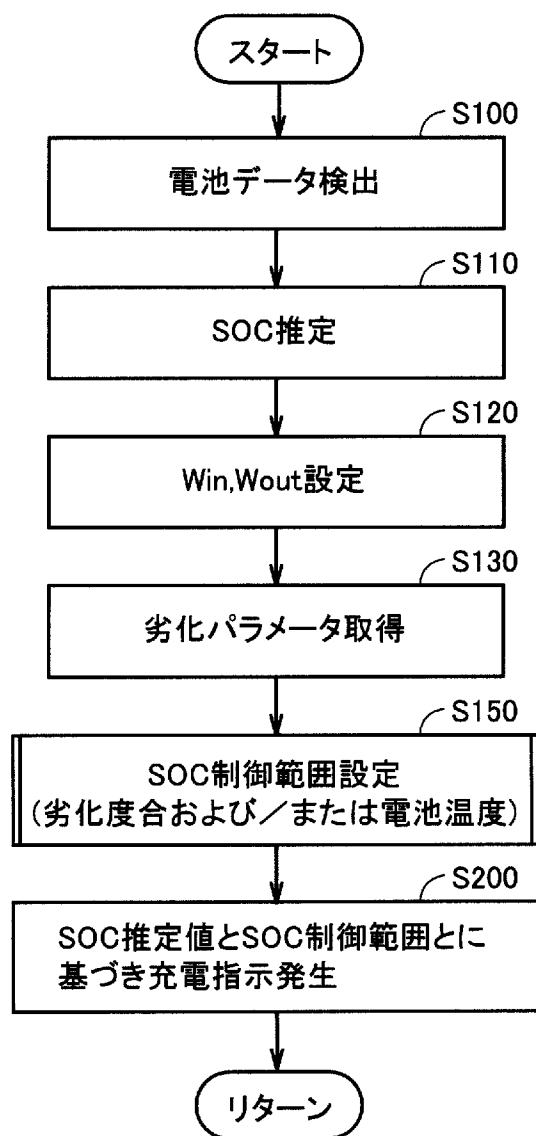 スタート
S100
電池データ検出
S110
SOC推定
S120
Win,Wout設定
S130
劣化パラメータ取得
S150
SOC制御範囲設定
(劣化度合および／または電池温度)
S200
SOC推定値とSOC制御範囲とに
基づき充電指示発生
リターン